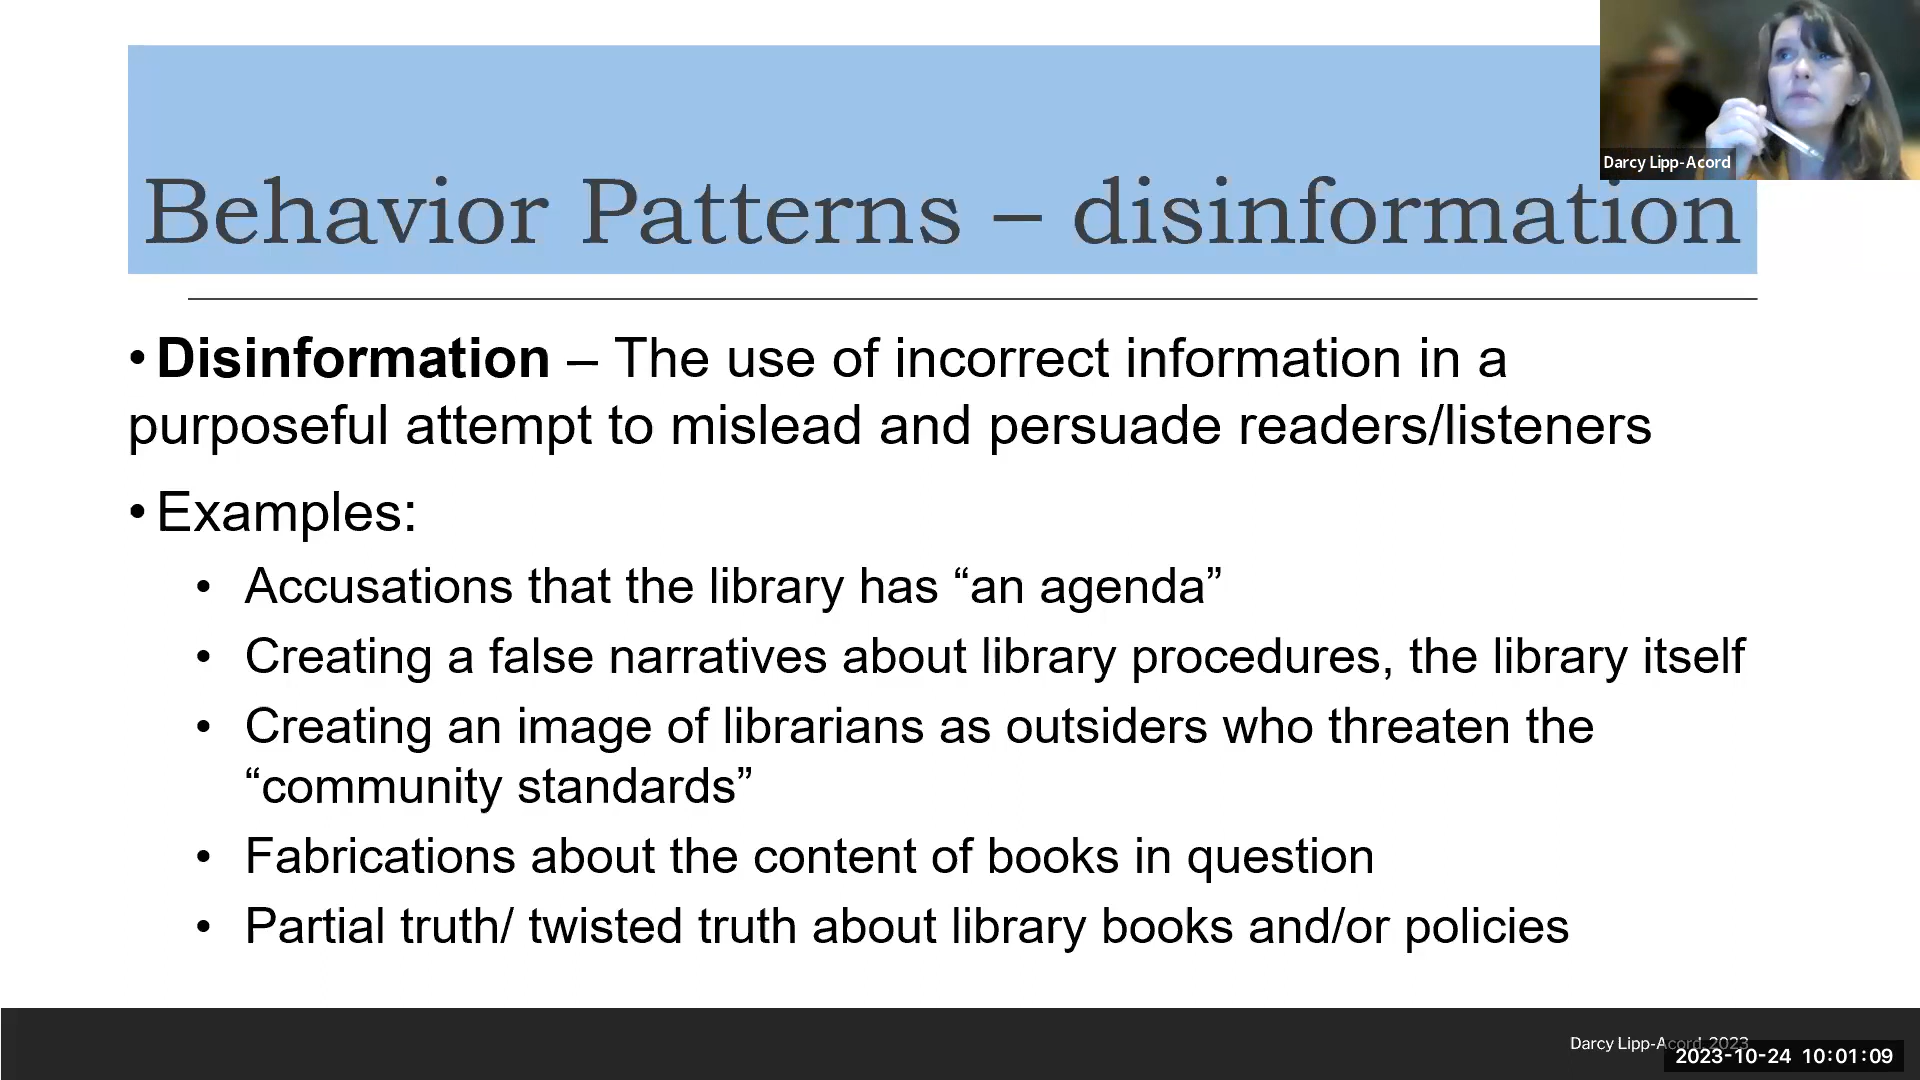 Darcy Lipp-Acord
Behavior Patterns – disinformation
•Disinformation – The use of incorrect information in a
purposeful attempt to mislead and persuade readers/listeners
•Examples:
• Accusations that the library has “an agenda”
• Creating a false narratives about library procedures, the library itself
• Creating an image of librarians as outsiders who threaten the
“community standards”
• Fabrications about the content of books in question
• Partial truth/ twisted truth about library books and/or policies
Darcy Lipp-Acord, 2023
2023-10-24 10:01:09